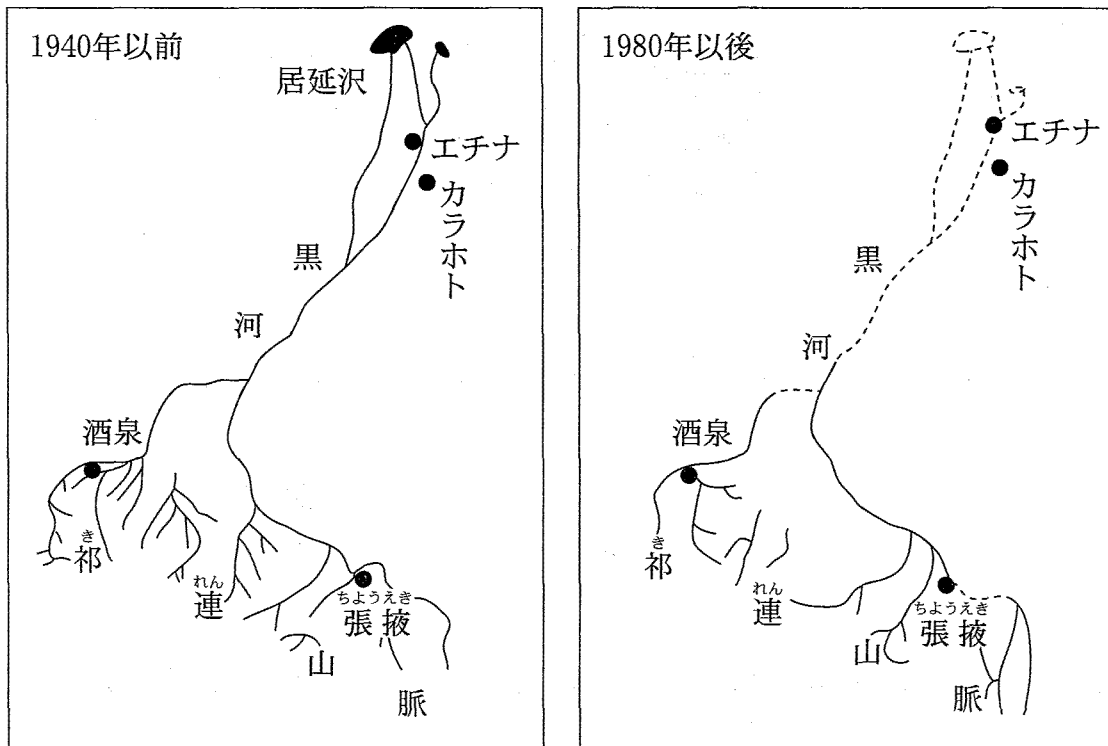 1940年以前
居延沢
エチナ
カラホト
黒
河
酒泉
き
祁
れん
連
ちようえき
張掖
山
脈
1980年以後
エチナ
カラホト
黒
河
酒泉
き
祁
れん
連
ちようえき
張掖
山
脈